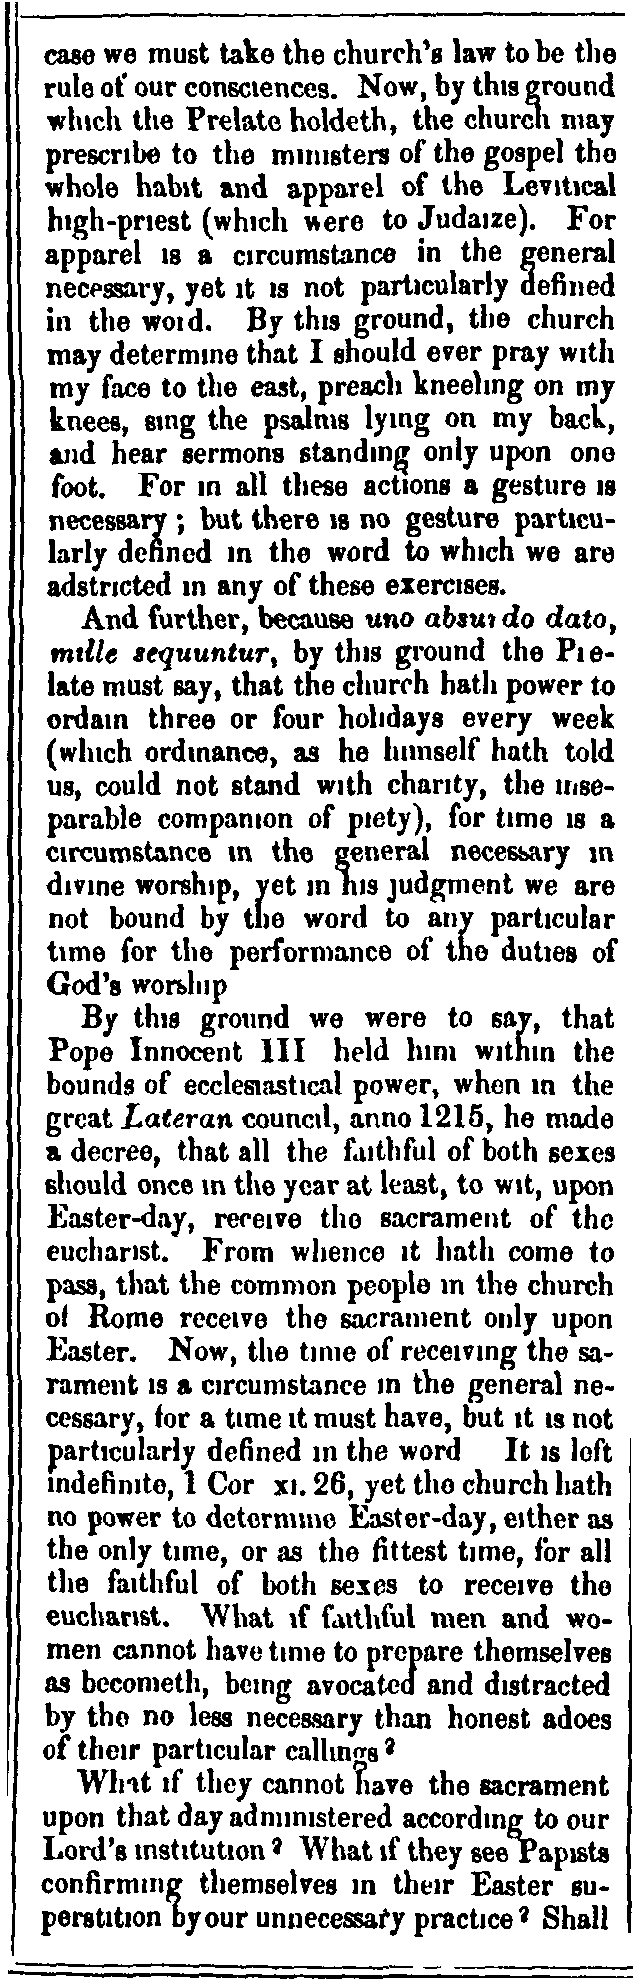 case we must take the church's law to be the
rule of our consciences. Now, by this ground
which the Prelate holdeth, the church may
prescribe to the ministers of the gospel the
whole habit and apparel of the Levitical
high-priest (which were to Judaize). For
apparel is a circumstance in the general
necessary, yet it is not particularly defined
in the word. By this ground, the church
may determine that I should ever pray with
my face to the east, preach kneeling on my
knees, sing the psalms lying on my back,
and hear sermons standing only upon one
foot. For in all these actions a gesture is
necessary; but there is no gesture particu-
larly defined in the word to which we are
adstricted in any of these exercises.
And further, because uno absurdo dato,
mille sequuntur, by this ground the Pre-
late must say, that the church hath power to
ordain three or four holidays every week
(which ordinance, as he himself hath told
us, could not stand with charity, the inse-
parable companion of piety), for time is a
circumstance in the general necessary in
divine worship, yet in his judgment we are
not bound by the word to any particular
time for the performance of the duties of
God's worship
By this ground we were to say, that
Pope Innocent III held him within the
bounds of ecclesiastical power, when in the
great Lateran council, anno 1215, he made
a decree, that all the faithful of both sexes
should once in the year at least, to wit, upon
Easter-day, receive the sacrament of the
eucharist. From whence it hath come to
pass, that the common people in the church
of Rome receive the sacrament only upon
Easter. Now, the time of receiving the sa-
rament is a circumstance in the general ne-
cessary, for a time it must have, but it is not
particularly defined in the word It is left
indefinite, 1 Cor xi. 26, yet the church hath
no power to determine Easter-day, either as
the only time, or as the fittest time, for all
the faithful of both sexes to receive the
eucharist. What if faithful men and wo-
men cannot have time to prepare themselves
as becometh, being avocated and distracted
by the no less necessary than honest adoes
of their particular callings?
What if they cannot have the sacrament
upon that day administered according to our
Lord's institution? What if they see Papists
confirming themselves in their Easter su-
perstition by our unnecessary practice? Shall